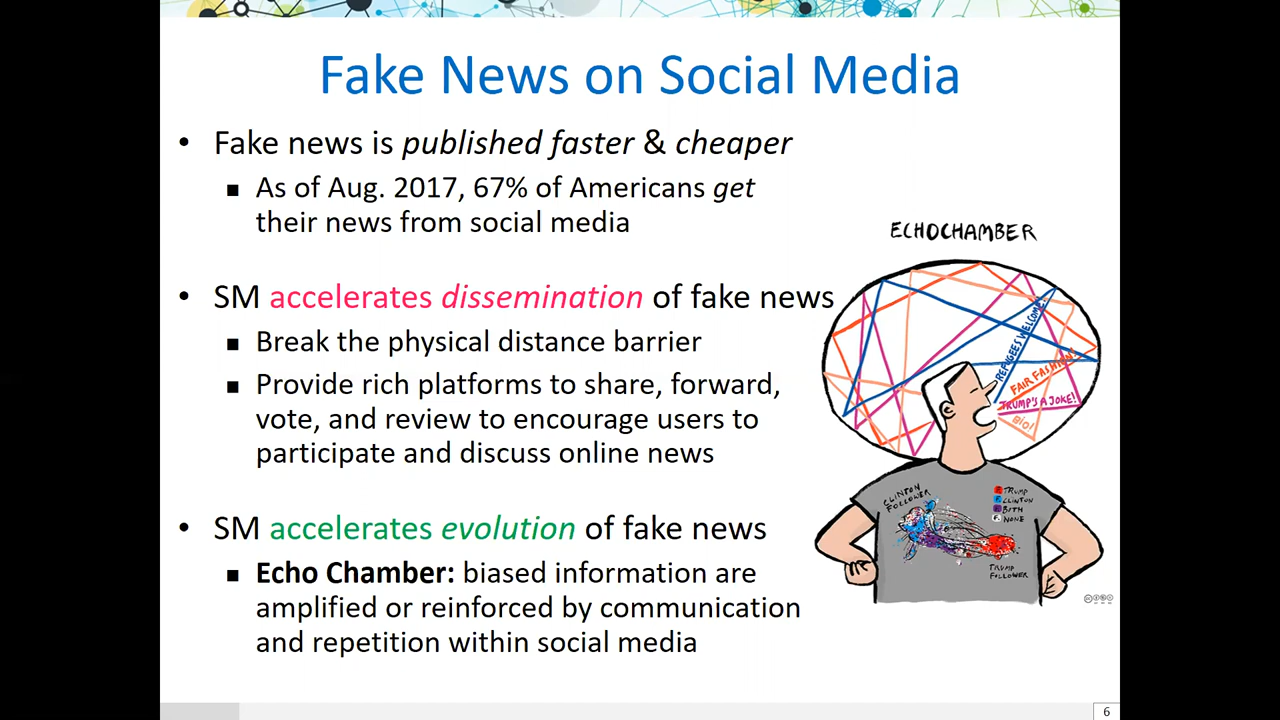 Fake News on Social Media
• Fake news is published faster & cheaper
▪ As of Aug. 2017, 67% of Americans get
their news from social media
• SM accelerates dissemination of fake news
▪ Break the physical distance barrier
▪ Provide rich platforms to share, forward,
vote, and review to encourage users to
participate and discuss online news
• SM accelerates evolution of fake news
▪ Echo Chamber: biased information are
amplified or reinforced by communication
and repetition within social media
ECHOCHAMBER
REFUGEES WELCOME!
FAIR FASHION!
TRUMP'S A JOKE!
BIO!
CLINTON
FOLLOWER
TRUMP
CLINTON
BOTH
NONE
TRUMP
FOLLOWER
6